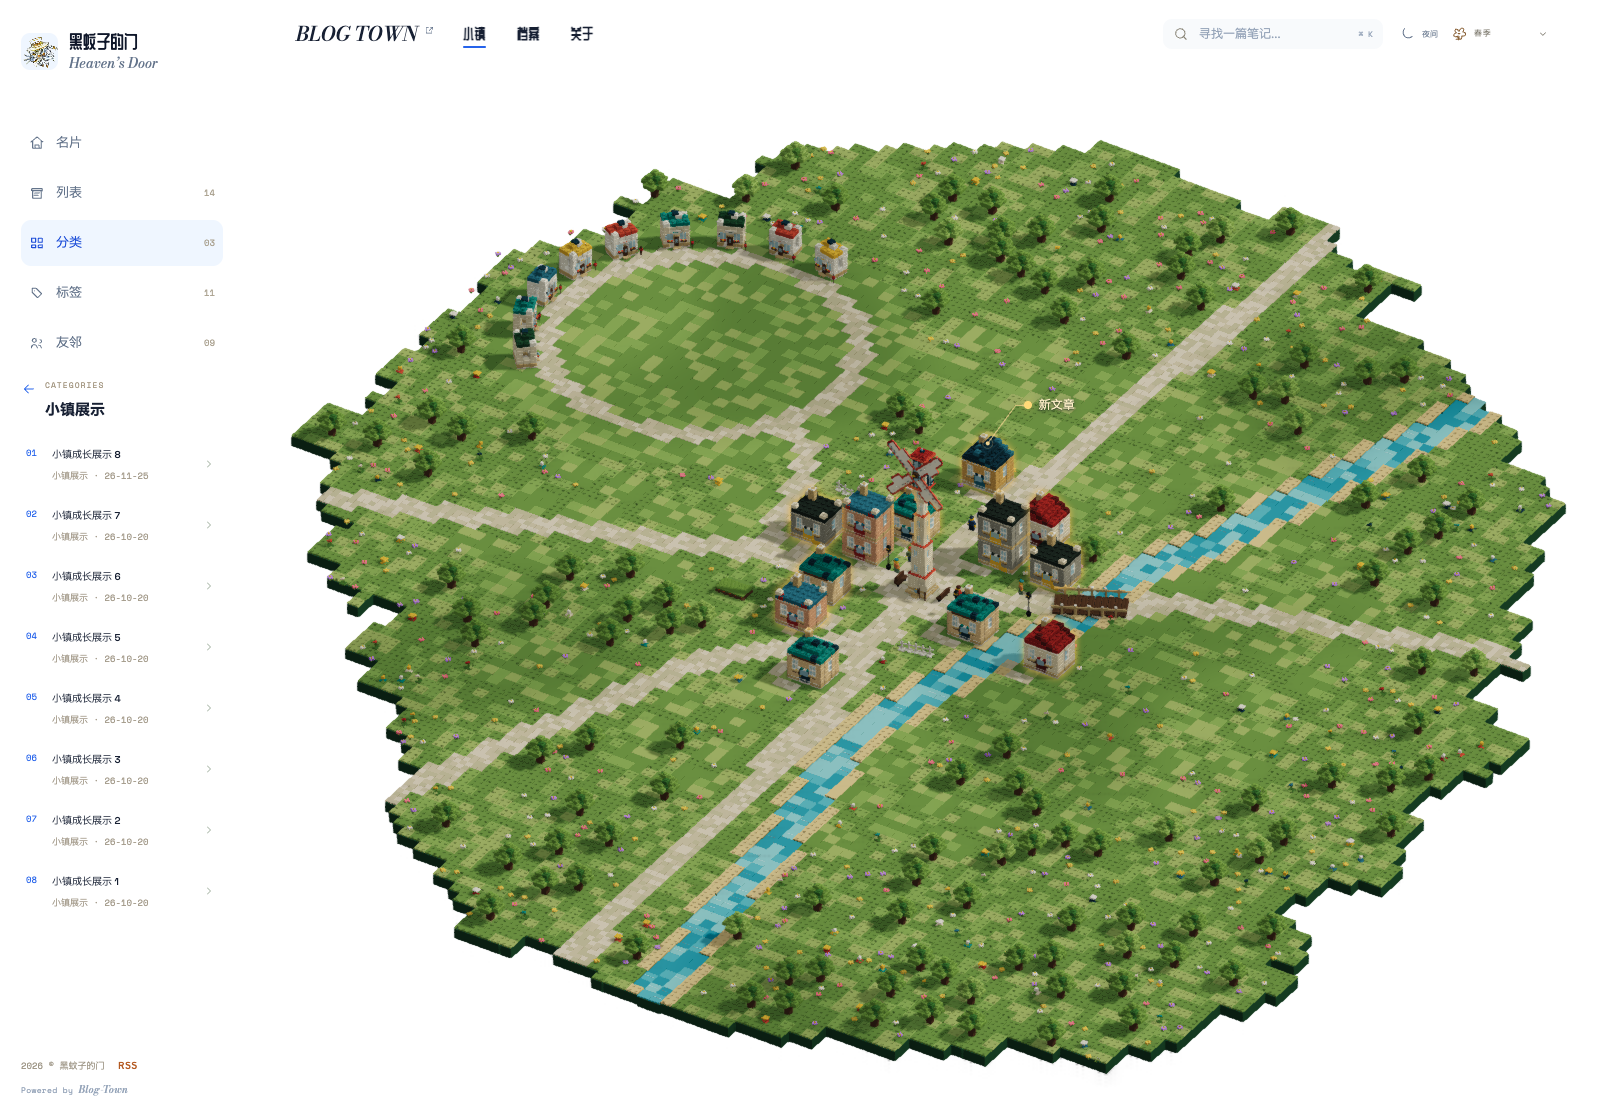 黑蚁子的门
Heaven's Door
BLOG TOWN
小镇
档案
关于
寻找一篇笔记...
⌘ K
夜间
春季
名片
列表
14
分类
03
标签
11
友邻
09
CATEGORIES
小镇展示
01
小镇成长展示 8
小镇展示 · 26-11-25
02
小镇成长展示 7
小镇展示 · 26-10-20
03
小镇成长展示 6
小镇展示 · 26-10-20
04
小镇成长展示 5
小镇展示 · 26-10-20
05
小镇成长展示 4
小镇展示 · 26-10-20
06
小镇成长展示 3
小镇展示 · 26-10-20
07
小镇成长展示 2
小镇展示 · 26-10-20
08
小镇成长展示 1
小镇展示 · 26-10-20
新文章
2026 © 黑蚁子的门 RSS
Powered by Blog-Town